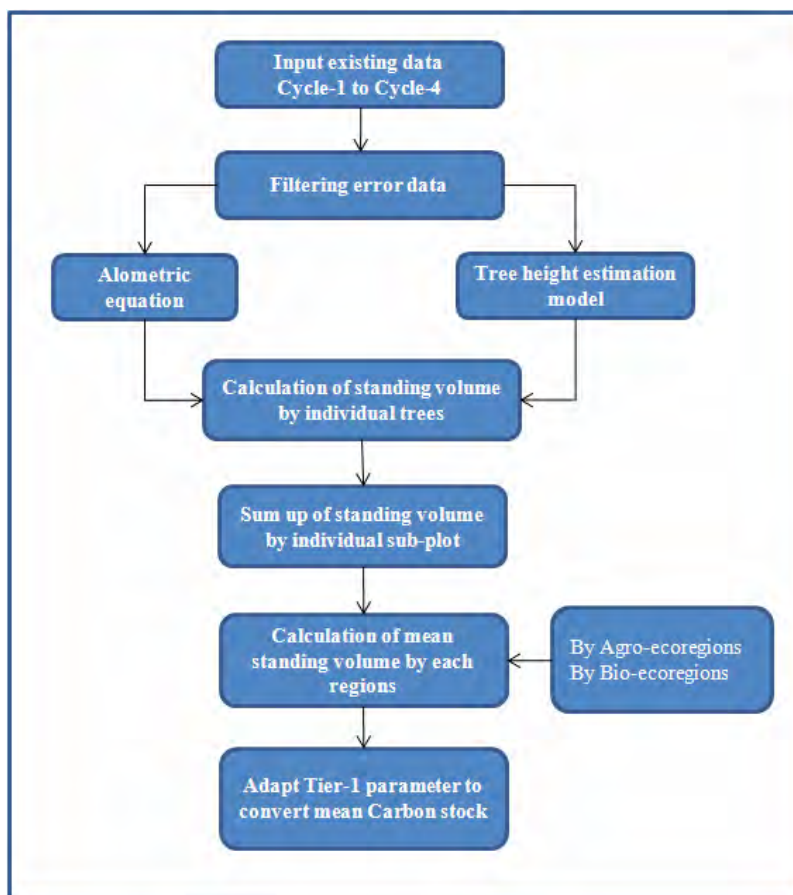 Input existing data
Cycle-1 to Cycle-4
Filtering error data
Alometric
equation
Tree height estimation
model
Calculation of standing volume
by individual trees
Sum up of standing volume
by individual sub-plot
Calculation of mean
standing volume by each
regions
By Agro-ecoregions
By Bio-ecoregions
Adapt Tier-1 parameter to
convert mean Carbon stock